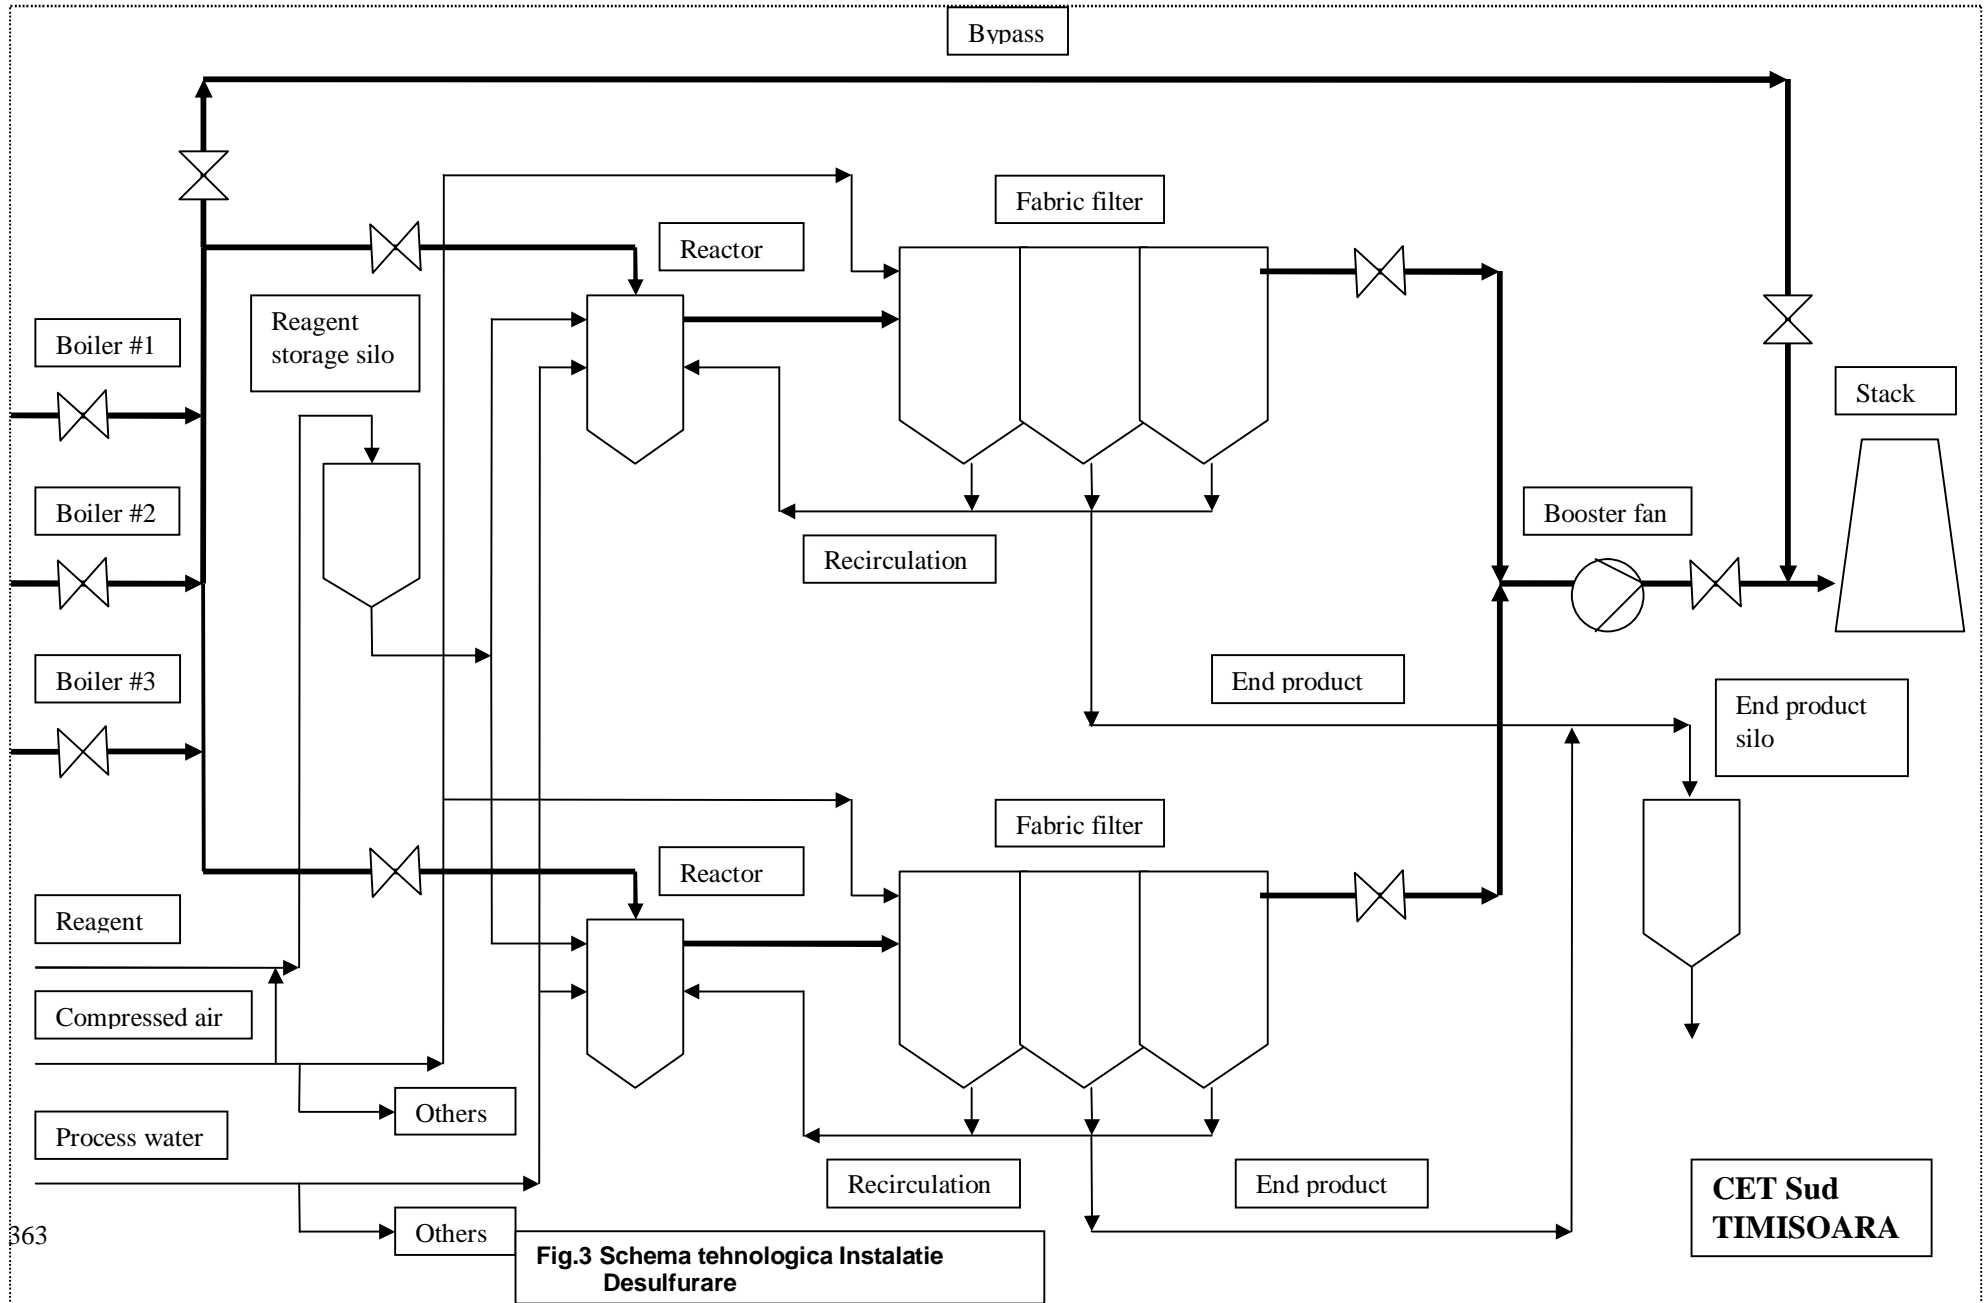 Bypass
Fabric filter
Reactor
Reagent
storage silo
Boiler #1
Stack
Boiler #2
Booster fan
Recirculation
Boiler #3
End product
End product
silo
Fabric filter
Reactor
Reagent
Compressed air
Others
Process water
Recirculation
End product
CET Sud
TIMISOARA
Others
363
Fig.3 Schema tehnologica Instalatie
Desulfurare